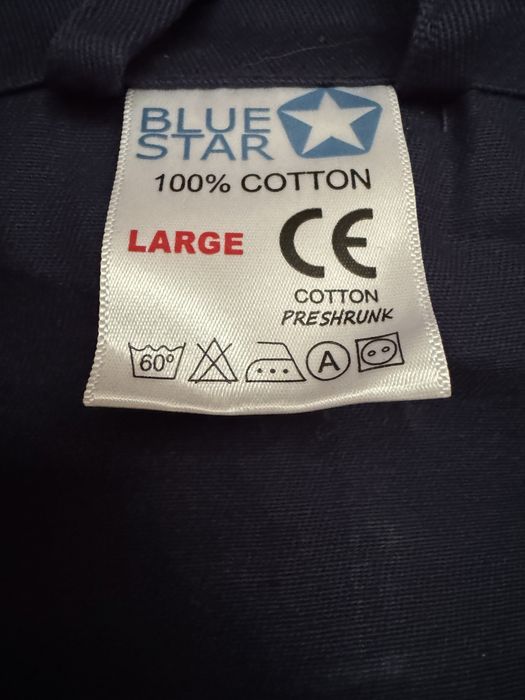 BLUE
STAR
100% COTTON
LARGE
CE
COTTON
PRESHRUNK
60°
A